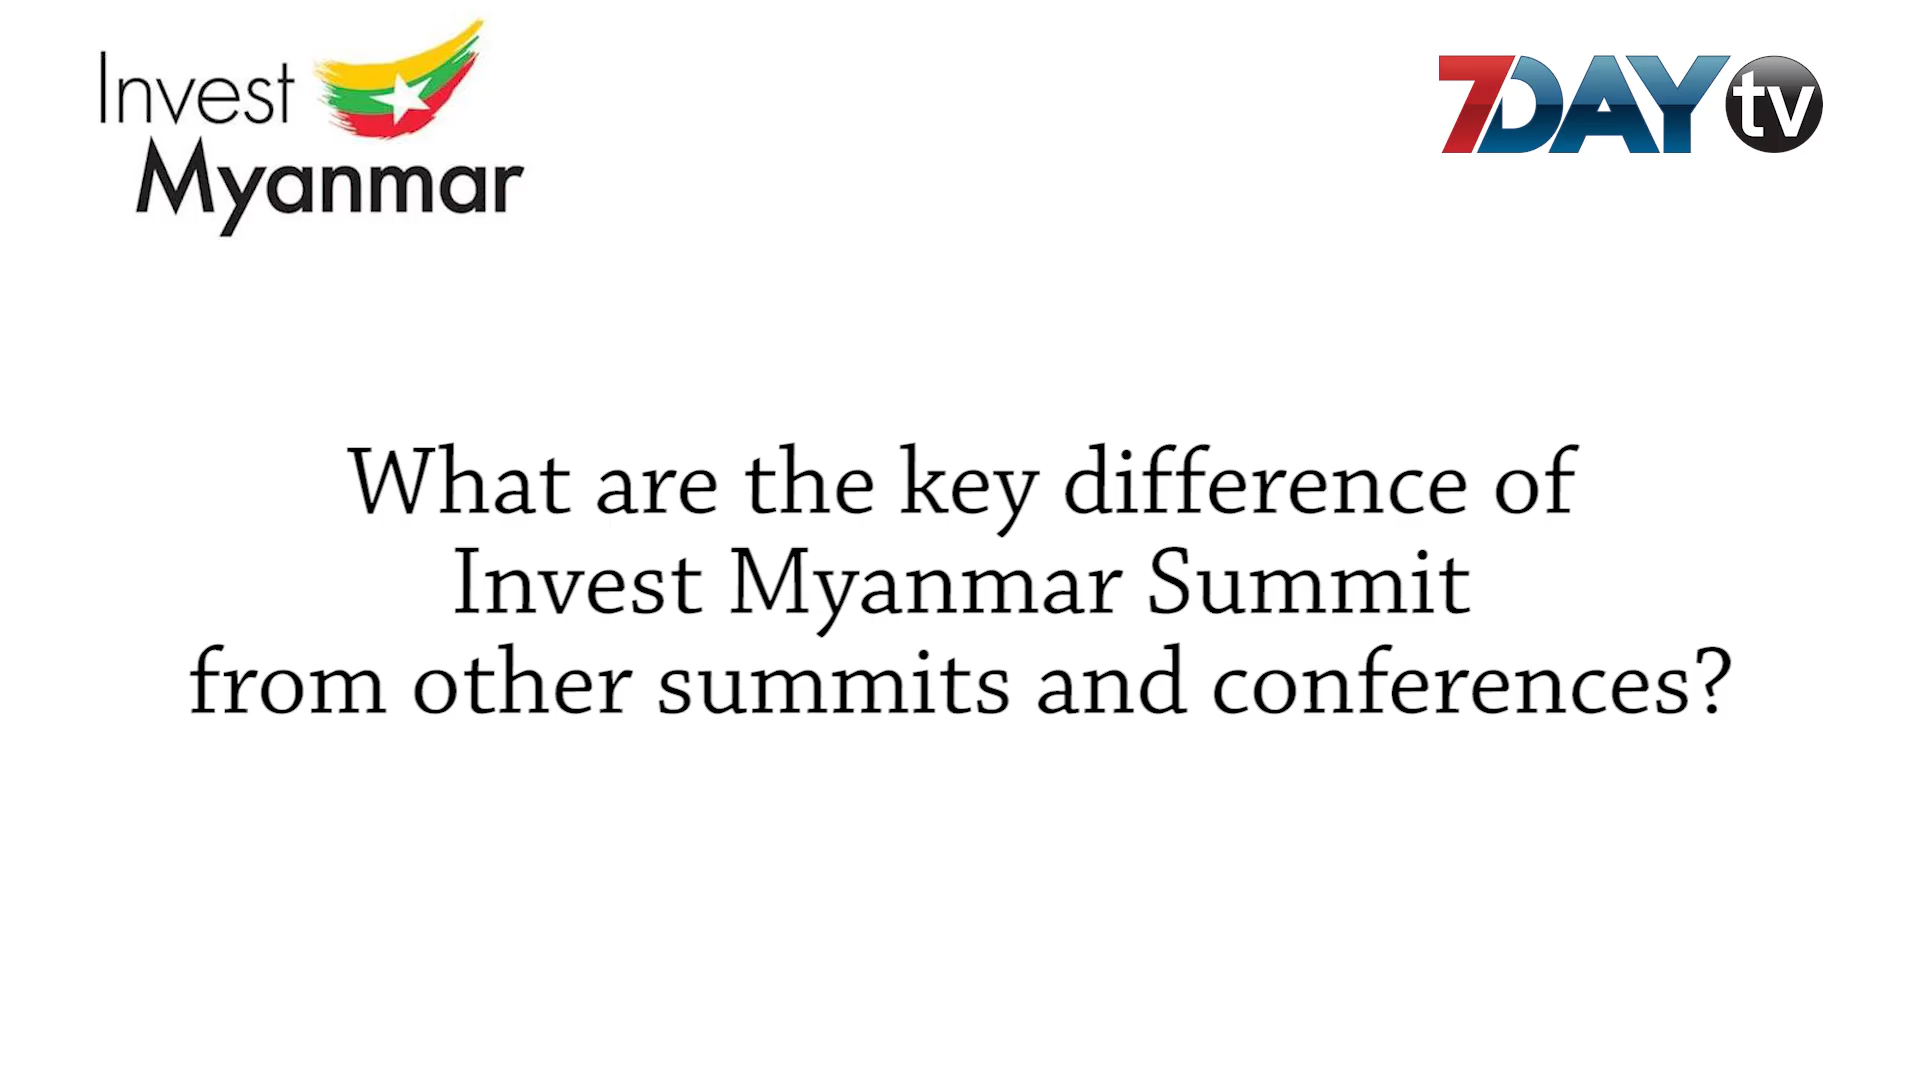 Invest
Myanmar
7DAY tv
What are the key difference of
Invest Myanmar Summit
from other summits and conferences?